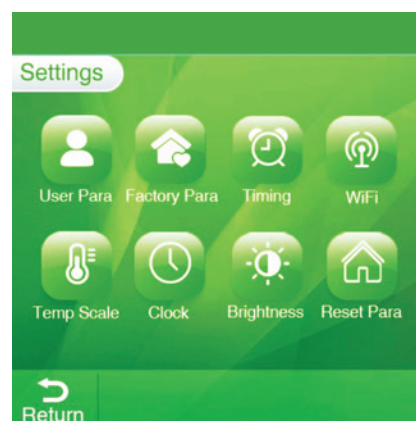 Settings
User Para Factory Para Timing WiFi
Temp Scale Clock Brightness Reset Para
Return